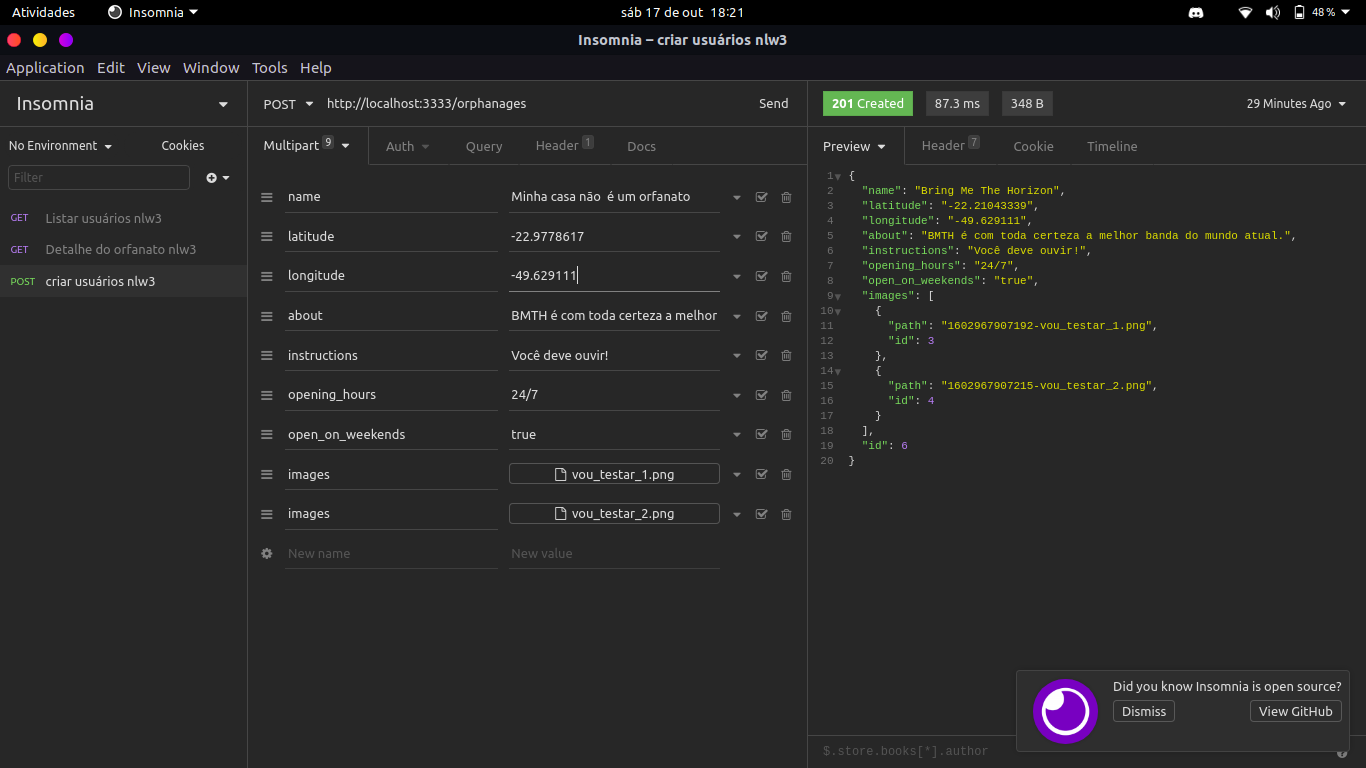 Atividades Insomnia sáb 17 de out 18:21 48 %
Insomnia – criar usuários nlw3
Application Edit View Window Tools Help
Insomnia
No Environment Cookies
Filter
GET Listar usuários nlw3
GET Detalhe do orfanato nlw3
POST criar usuários nlw3
POST http://localhost:3333/orphanages Send
Multipart 9 Auth Query Header 1 Docs
name Minha casa não  é um orfanato
latitude -22.9778617
longitude -49.629111
about BMTH é com toda certeza a melhor
instructions Você deve ouvir!
opening_hours 24/7
open_on_weekends true
images vou_testar_1.png
images vou_testar_2.png
New name New value
201 Created 87.3 ms 348 B 29 Minutes Ago
Preview Header 7 Cookie Timeline
1 {
2 "name": "Bring Me The Horizon",
3 "latitude": "-22.21043339",
4 "longitude": "-49.629111",
5 "about": "BMTH é com toda certeza a melhor banda do mundo atual.",
6 "instructions": "Você deve ouvir!",
7 "opening_hours": "24/7",
8 "open_on_weekends": "true",
9 "images": [
10 {
11 "path": "1602967907192-vou_testar_1.png",
12 "id": 3
13 },
14 {
15 "path": "1602967907215-vou_testar_2.png",
16 "id": 4
17 }
18 ],
19 "id": 6
20 }
Did you know Insomnia is open source?
Dismiss View GitHub
$.store.books[*].author